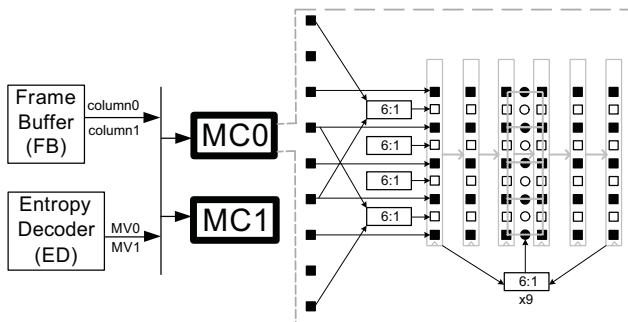 Frame
Buffer
(FB)
column0
column1
Entropy
Decoder
(ED)
MV0
MV1
MC0
MC1
6:1
6:1
6:1
6:1
6:1
x9